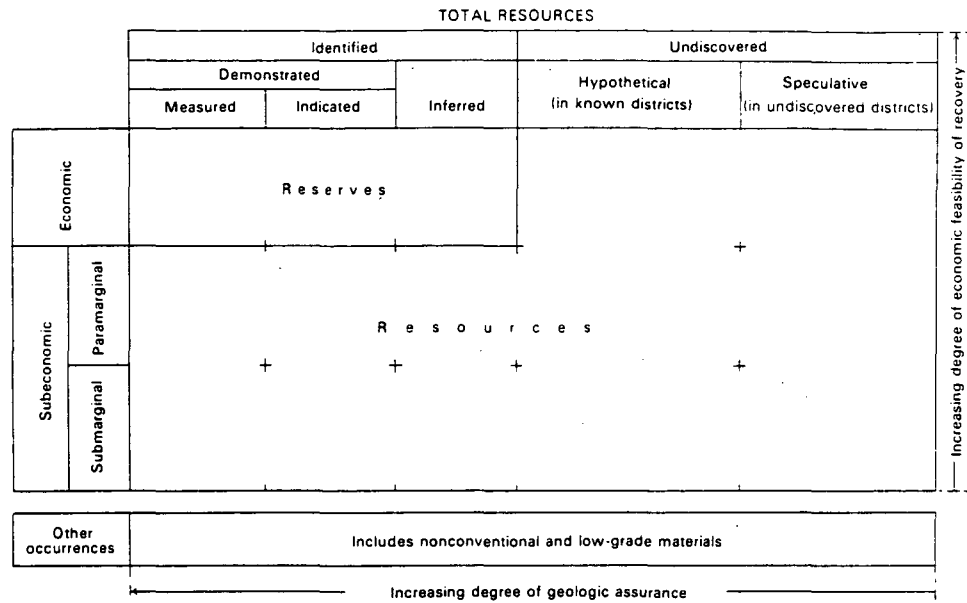 TOTAL RESOURCES
Identified
Undiscovered
Demonstrated
Measured
Indicated
Inferred
Hypothetical
(in known districts)
Speculative
(in undiscovered districts)
Economic
Reserves
Subeconomic
Paramarginal
Submarginal
Resources
Increasing degree of economic feasibility of recovery
Other
occurrences
Includes nonconventional and low-grade materials
Increasing degree of geologic assurance